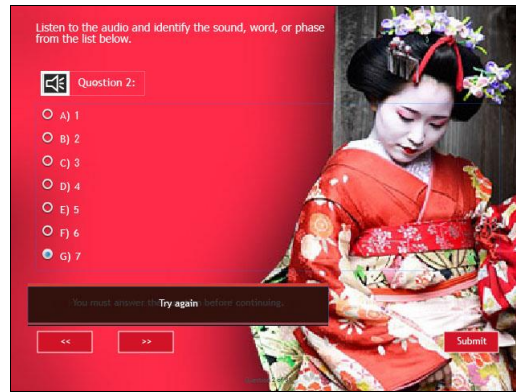 Listen to the audio and identify the sound, word, or phase
from the list below.
Question 2:
A) 1
B) 2
C) 3
D) 4
E) 5
F) 6
G) 7
You must answer the Try again before continuing.
<< >> Submit